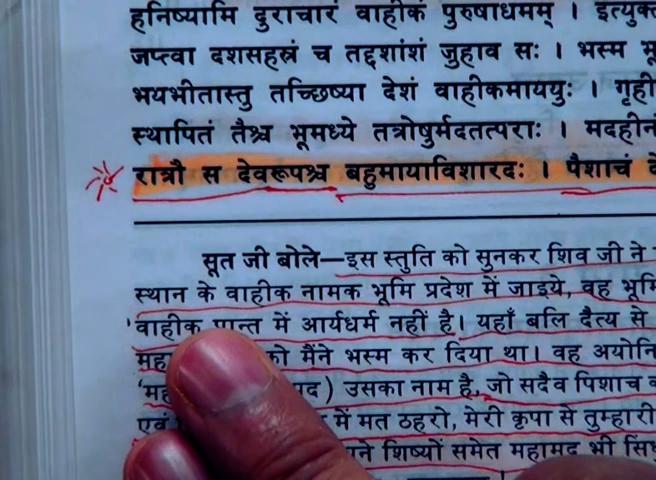 हनिष्यामि दुराचारं वाहीकं पुरुषाधमम् । इत्युक्त
जप्त्वा दशसहस्रं च तद्दशांशं जुहाव सः । भस्म भू
भयभीतास्तु तच्छिष्या देशं वाहीकमाययुः । गृही
स्थापितं तैश्च भूमध्ये तत्रोषुर्मदतत्पराः । मदहीनं
रात्रौ स देवरूपश्च बहुमायाविशारदः । पैशाचं दे
सूत जी बोले—इस स्तुति को सुनकर शिव जी ने
स्थान के वाहीक नामक भूमि प्रदेश में जाइये, वह भूमि
वाहीक प्रान्त में आर्यधर्म नहीं है। यहाँ बलि दैत्य से
को मैंने भस्म कर दिया था। वह अयोनि
उसका नाम है, जो सदैव पिशाच
एवं में मत ठहरो, मेरी कृपा से तुम्हारी
शिष्यों समेत महामद भी